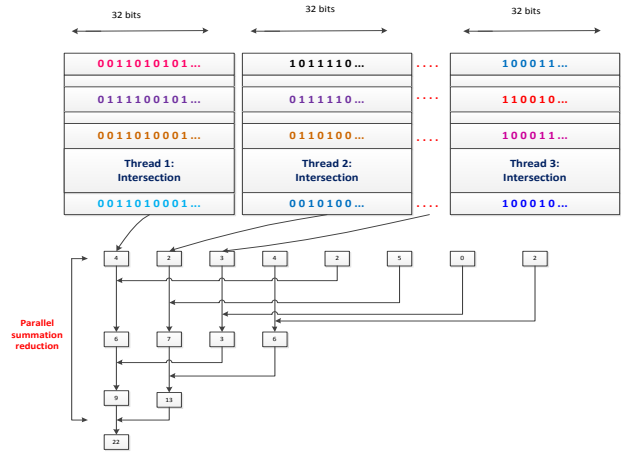 32 bits 32 bits 32 bits
0011010101... 1011110... .... 100011...
0111100101... 0111110... .... 110010...
0011010001... 0110100... .... 100011...
Thread 1: Thread 2: Thread 3:
Intersection Intersection Intersection
0011010001... 0010100... .... 100010...
4 2 3 4 2 5 0 2
Parallel
summation
reduction
6 7 3 6
9 13
22